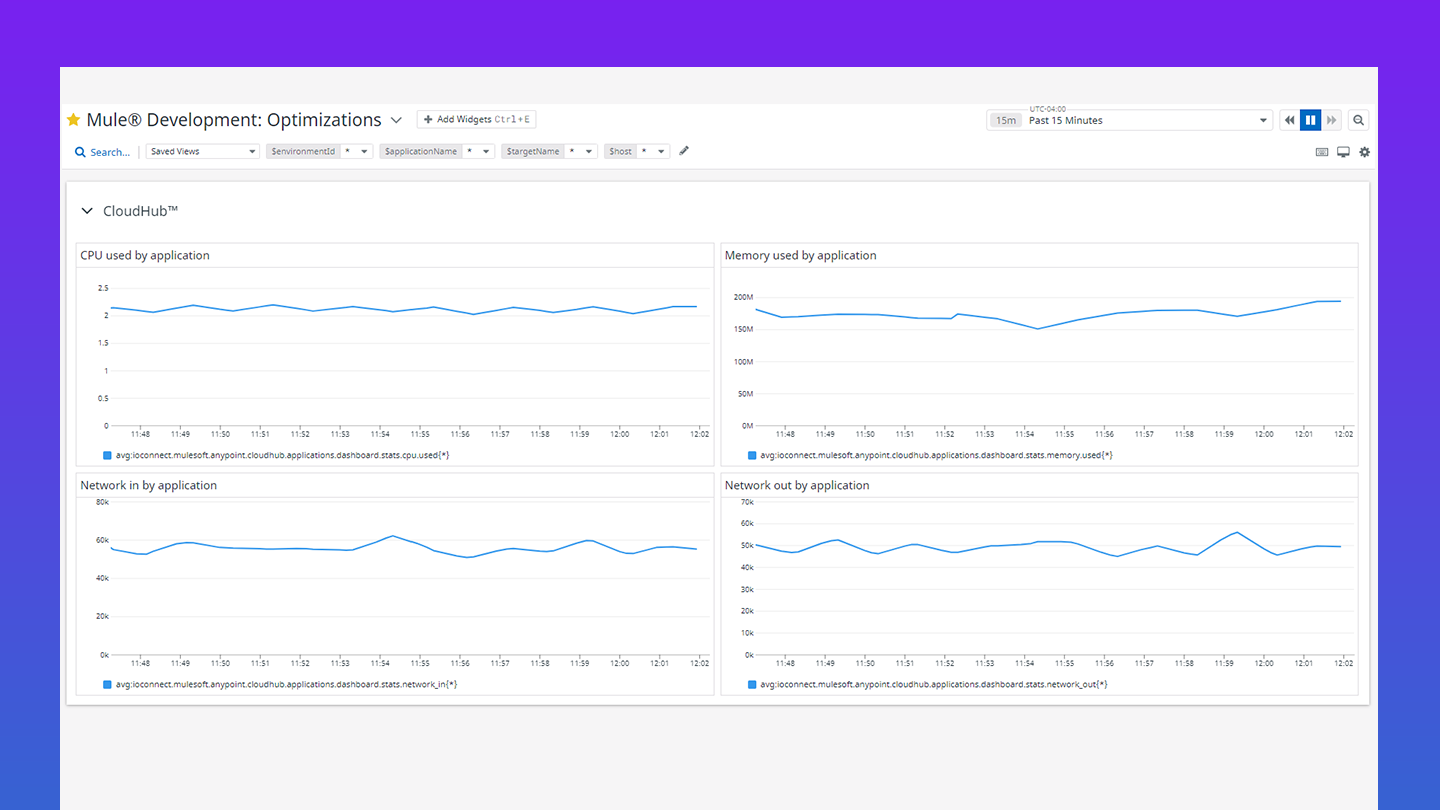 UTC-04:00
Mule® Development: Optimizations Add Widgets Ctrl+E 15m Past 15 Minutes
Search... Saved Views $environmentId * $applicationName * $targetName * $host *
CloudHub™
CPU used by application
2.5
2
1.5
1
0.5
0
11:48 11:49 11:50 11:51 11:52 11:53 11:54 11:55 11:56 11:57 11:58 11:59 12:00 12:01 12:02
avg:ioconnect.mulesoft.anypoint.cloudhub.applications.dashboard.stats.cpu.used{*}
Memory used by application
200M
150M
100M
50M
0M
11:48 11:49 11:50 11:51 11:52 11:53 11:54 11:55 11:56 11:57 11:58 11:59 12:00 12:01 12:02
avg:ioconnect.mulesoft.anypoint.cloudhub.applications.dashboard.stats.memory.used{*}
Network in by application
80k
60k
40k
20k
0k
11:48 11:49 11:50 11:51 11:52 11:53 11:54 11:55 11:56 11:57 11:58 11:59 12:00 12:01 12:02
avg:ioconnect.mulesoft.anypoint.cloudhub.applications.dashboard.stats.network_in{*}
Network out by application
70k
60k
50k
40k
30k
20k
10k
0k
11:48 11:49 11:50 11:51 11:52 11:53 11:54 11:55 11:56 11:57 11:58 11:59 12:00 12:01 12:02
avg:ioconnect.mulesoft.anypoint.cloudhub.applications.dashboard.stats.network_out{*}